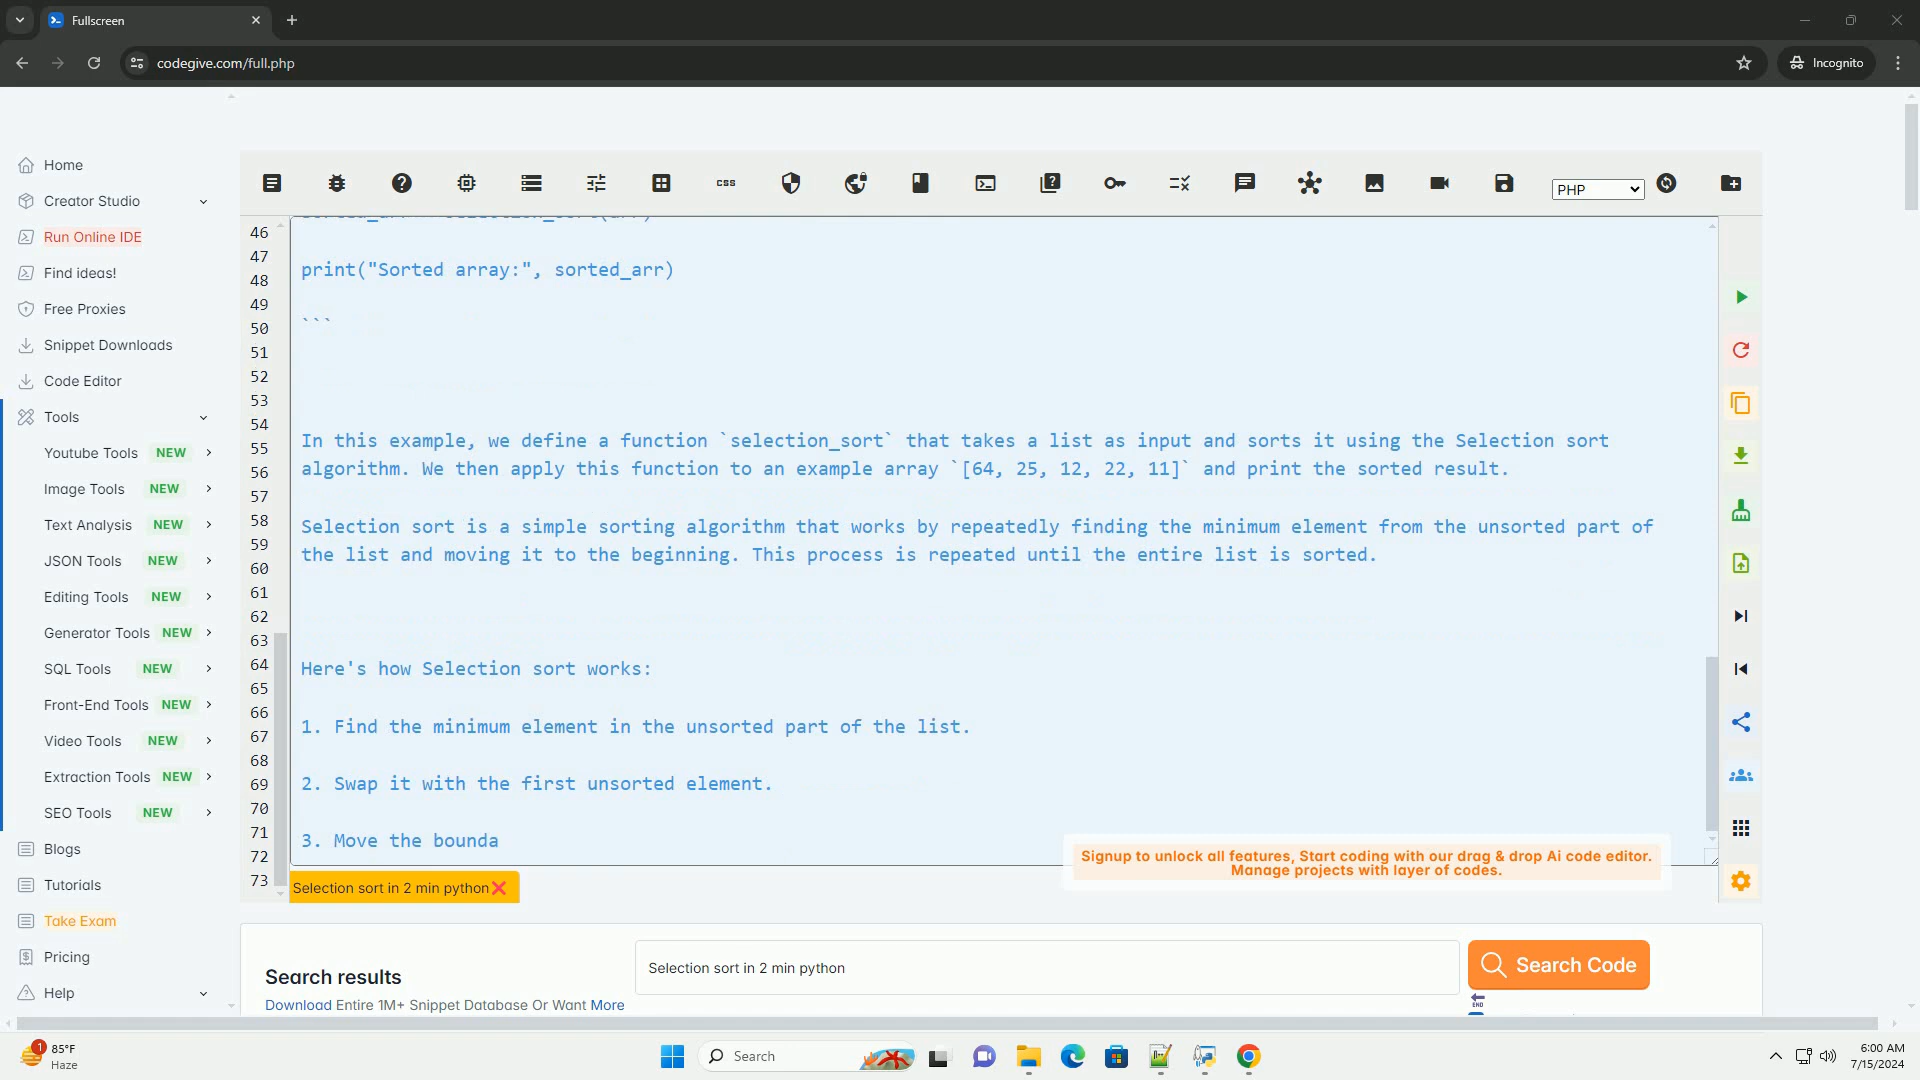 Fullscreen
codegive.com/full.php
Incognito
Home
Creator Studio
Run Online IDE
Find ideas!
Free Proxies
Snippet Downloads
Code Editor
Tools
Youtube Tools NEW
Image Tools NEW
Text Analysis NEW
JSON Tools NEW
Editing Tools NEW
Generator Tools NEW
SQL Tools NEW
Front-End Tools NEW
Video Tools NEW
Extraction Tools NEW
SEO Tools NEW
Blogs
Tutorials
Take Exam
Pricing
Help
css
PHP
46
47
48
49
50
51
52
53
54
55
56
57
58
59
60
61
62
63
64
65
66
67
68
69
70
71
72
73
print("Sorted array:", sorted_arr)
```
In this example, we define a function `selection_sort` that takes a list as input and sorts it using the Selection sort
algorithm. We then apply this function to an example array `[64, 25, 12, 22, 11]` and print the sorted result.
Selection sort is a simple sorting algorithm that works by repeatedly finding the minimum element from the unsorted part of
the list and moving it to the beginning. This process is repeated until the entire list is sorted.
Here's how Selection sort works:
1. Find the minimum element in the unsorted part of the list.
2. Swap it with the first unsorted element.
3. Move the bounda
Signup to unlock all features, Start coding with our drag & drop Ai code editor.
Manage projects with layer of codes.
Selection sort in 2 min python
Search results
Download Entire 1M+ Snippet Database Or Want More
Selection sort in 2 min python
Search Code
END
1
85°F
Haze
Search
6:00 AM
7/15/2024